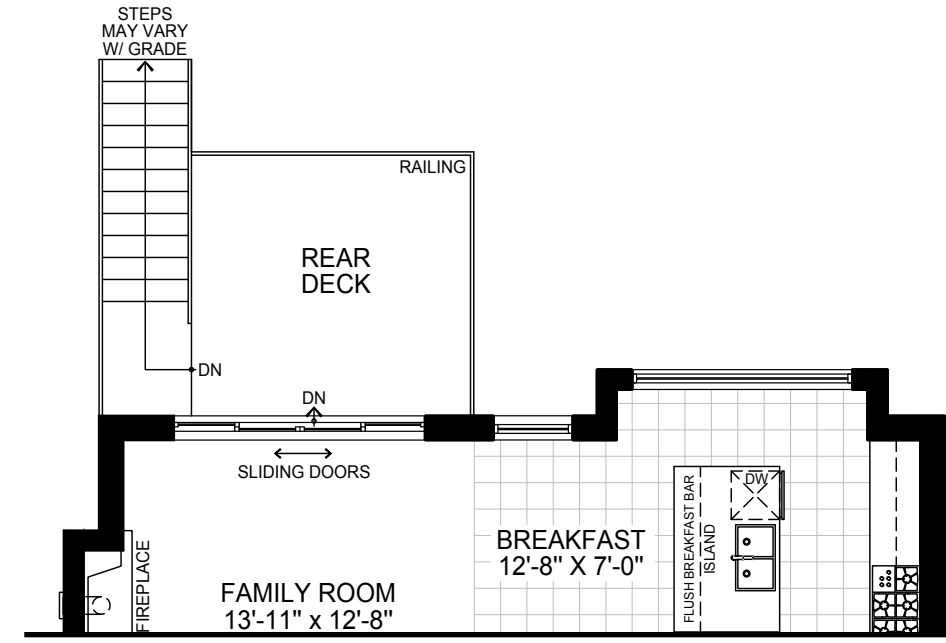 STEPS
MAY VARY
W/ GRADE
RAILING
REAR
DECK
DN
DN
SLIDING DOORS
FLUSH BREAKFAST BAR
ISLAND
DW
BREAKFAST
12'-8" X 7'-0"
FIREPLACE
FAMILY ROOM
13'-11" x 12'-8"